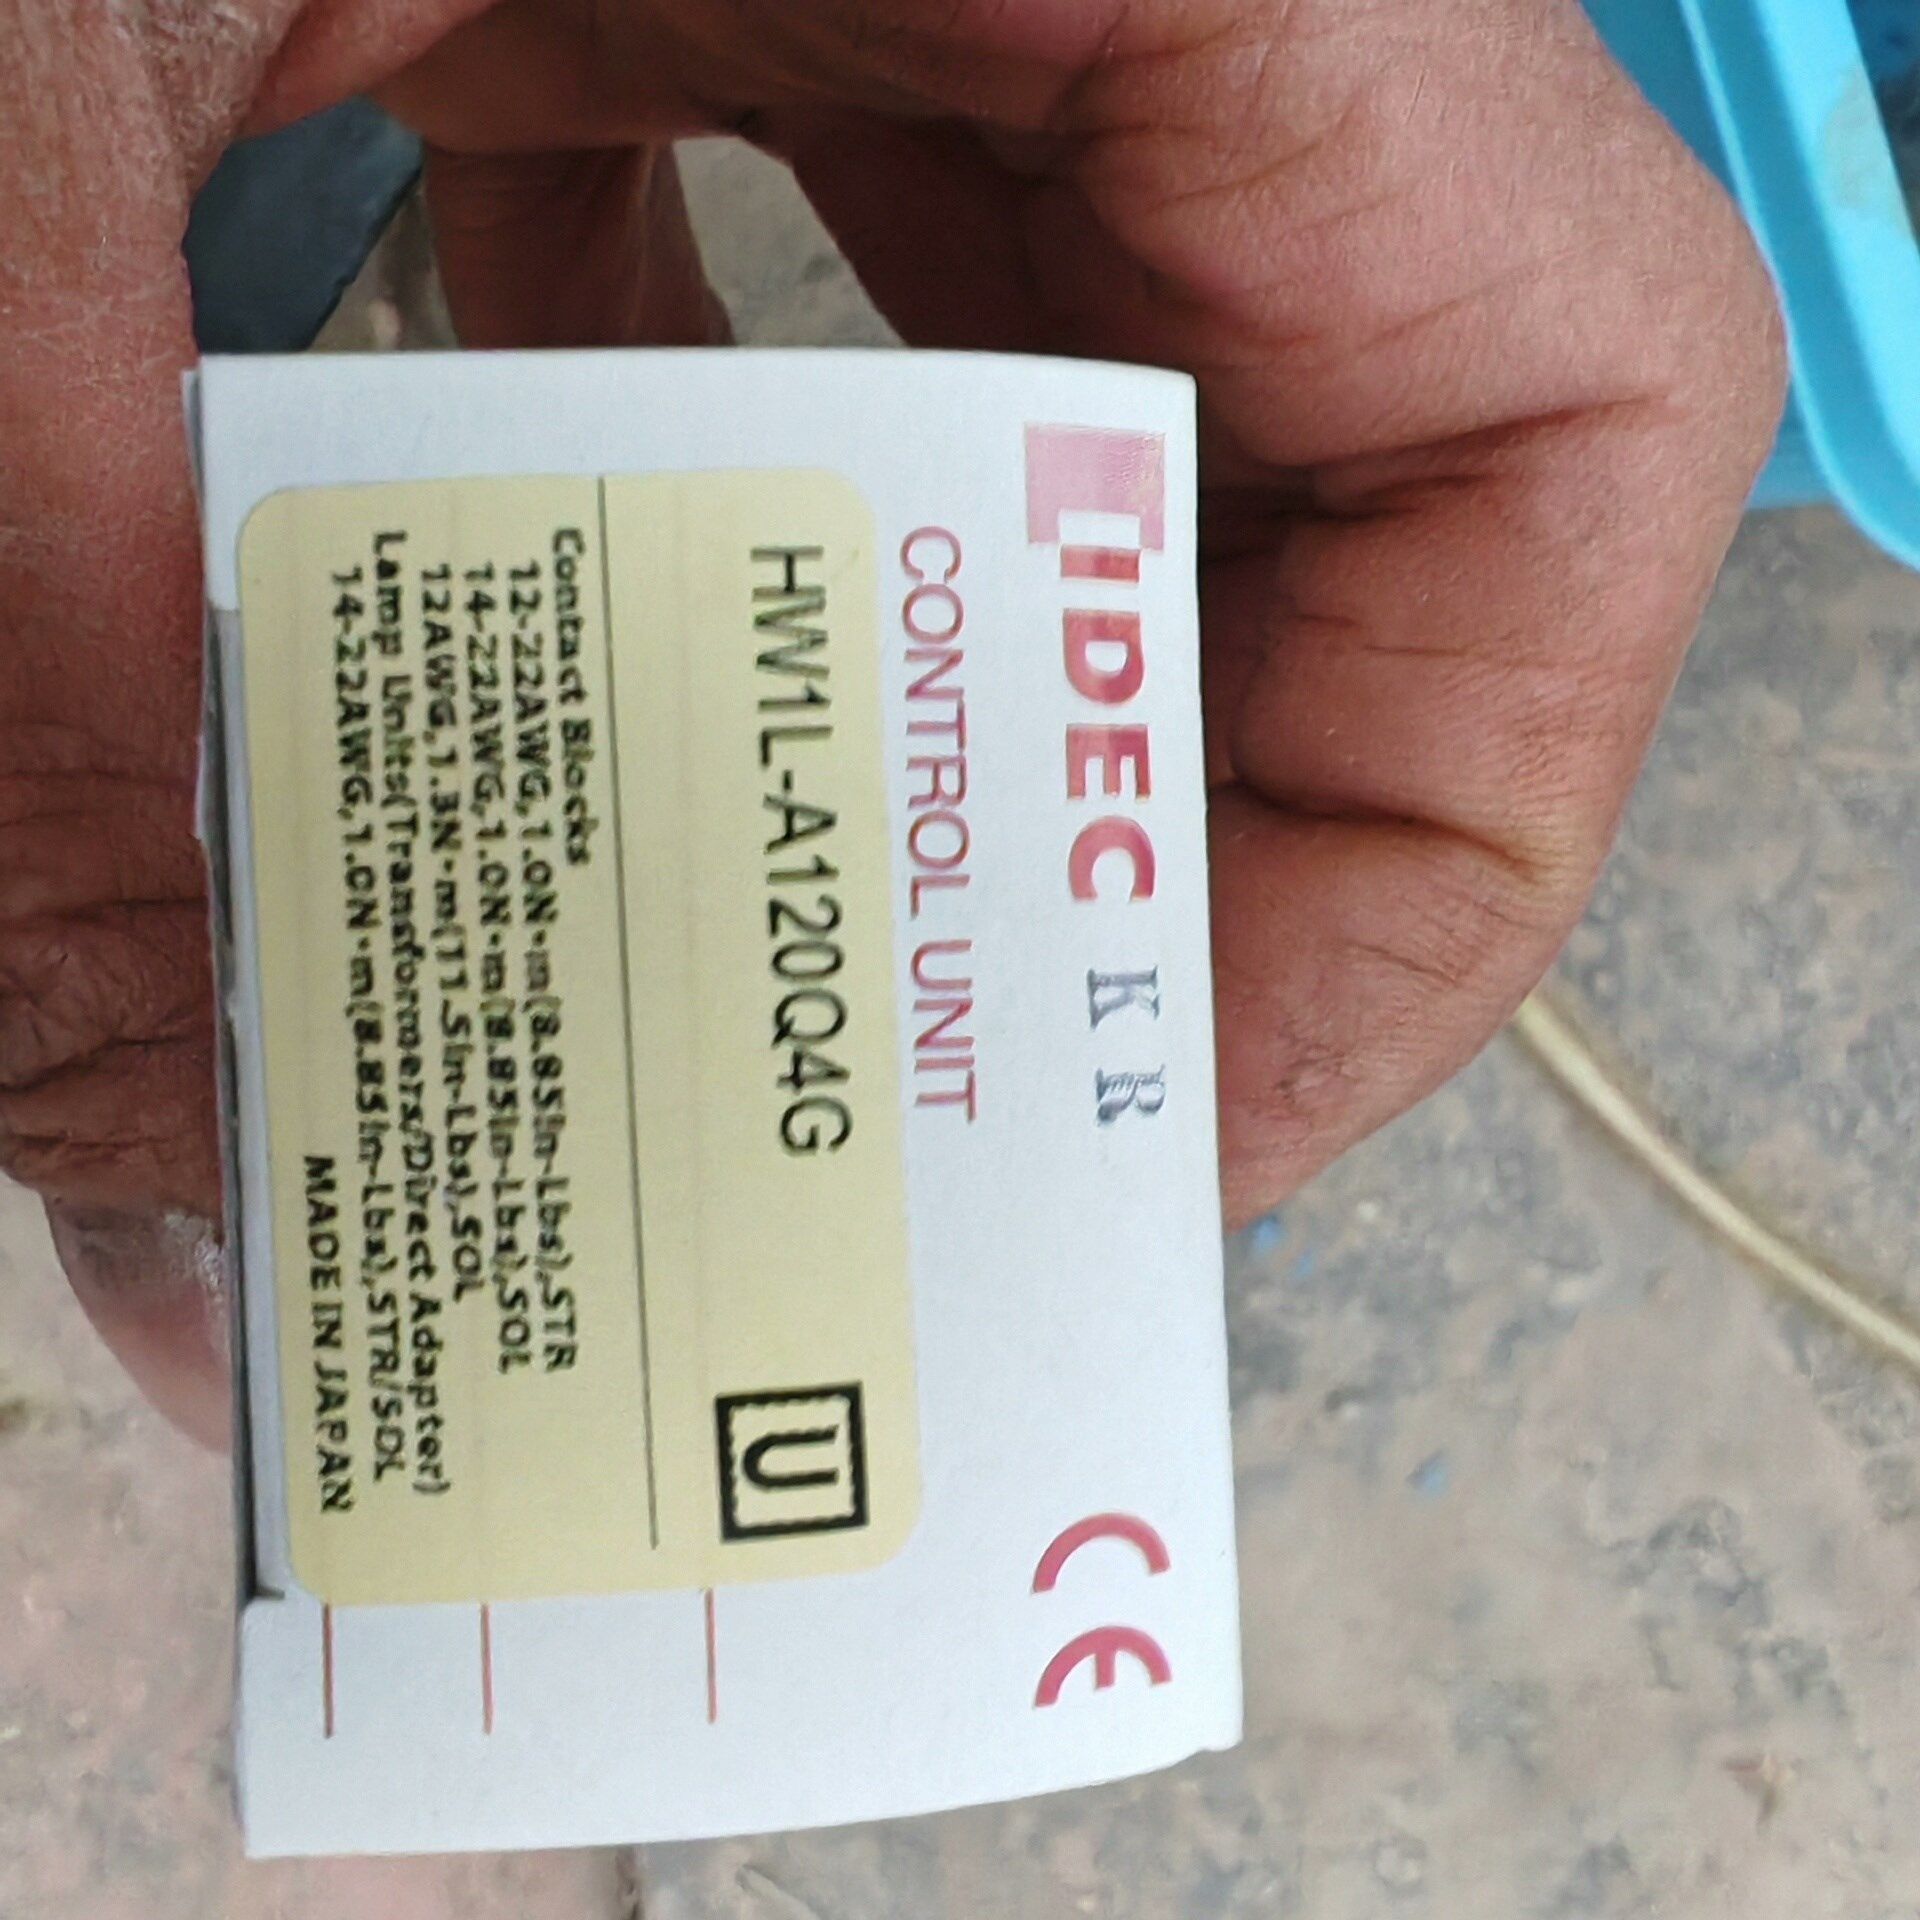 IDEC K R CE
CONTROL UNIT
HW1L-A120Q4G U
Contact Blocks
12-22AWG,1.0N·m(8.85in-Lbs),STR
14-22AWG,1.0N·m(8.85in-Lbs),SOL
12AWG,1.3N·m(11.5in-Lbs),SOL
Lamp Units(Transformers/Direct Adapter)
14-22AWG,1.0N·m(8.85in-Lbs),STR/SOL
MADE IN JAPAN